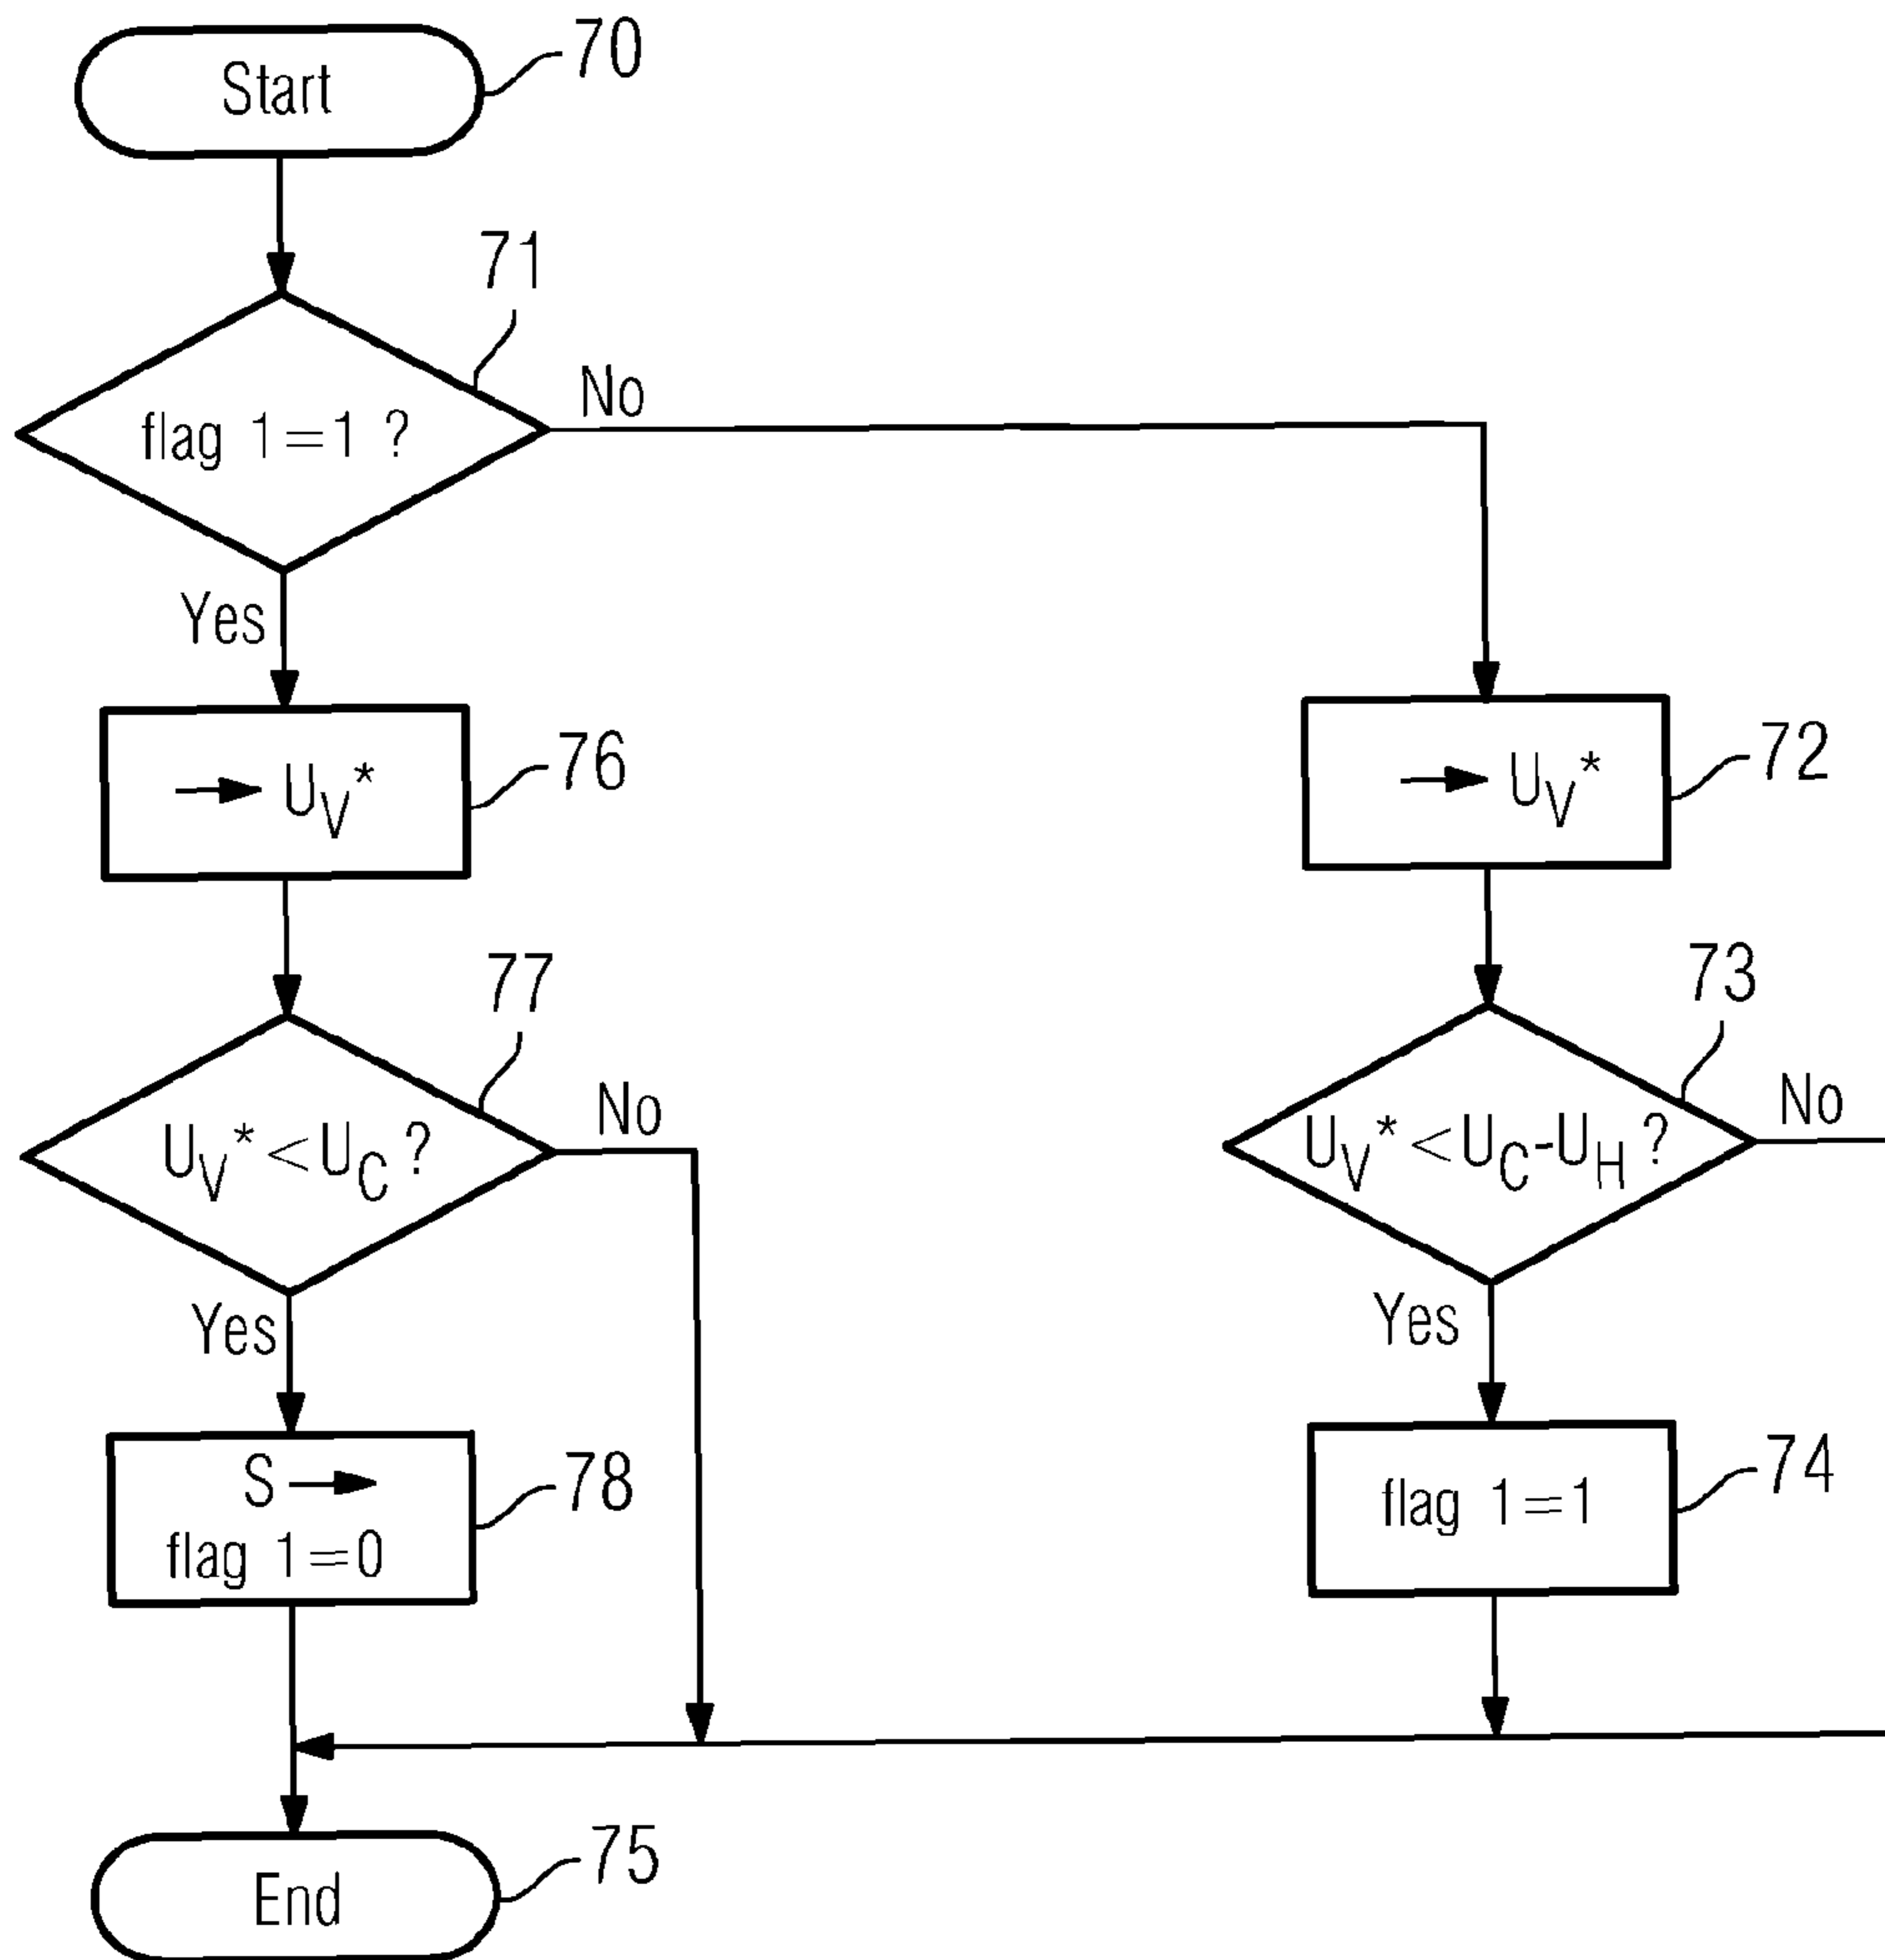 Start
70
71
flag 1=1 ?
No
Yes
→ U_V*
76
→ U_V*
72
77
U_V* < U_C ?
No
73
U_V* < U_C-U_H ?
No
Yes
Yes
S →
flag 1=0
78
flag 1=1
74
End
75